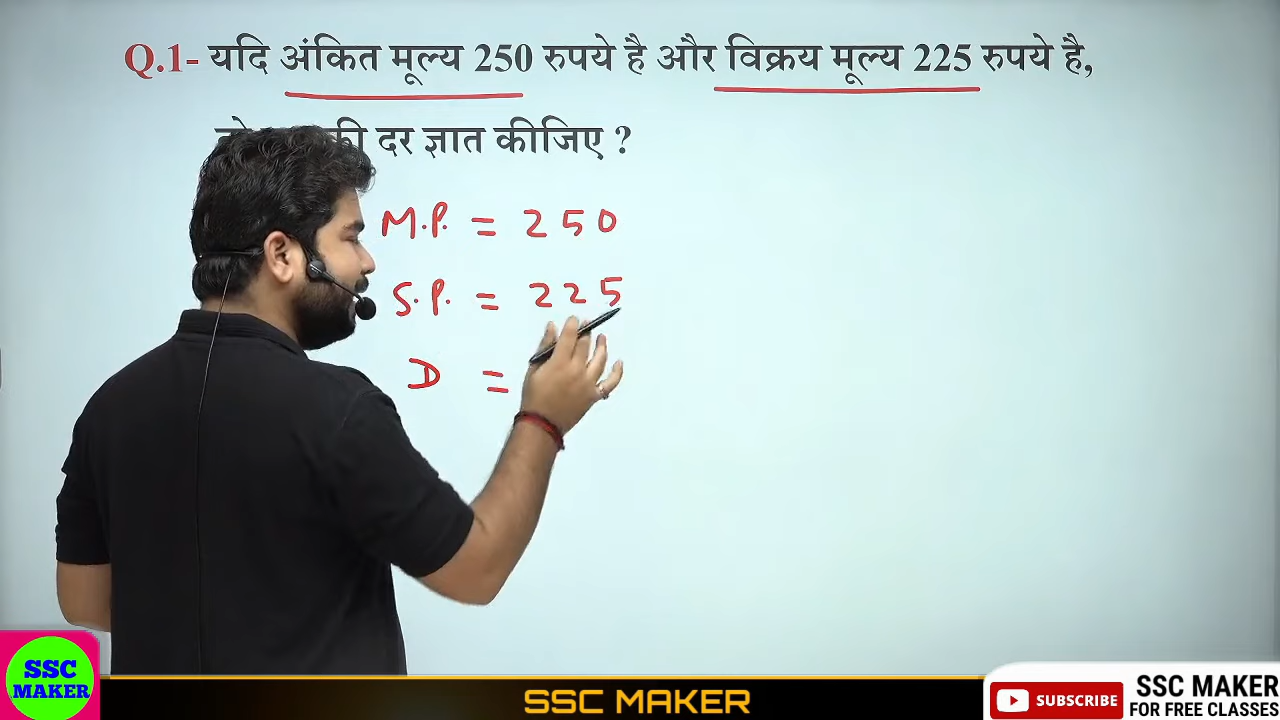 Q.1- यदि अंकित मूल्य 250 रुपये है और विक्रय मूल्य 225 रुपये है,
की दर ज्ञात कीजिए ?
M.P. = 250
S.P. = 225
D =
SSC
MAKER
SSC MAKER
SUBSCRIBE
SSC MAKER
FOR FREE CLASSES